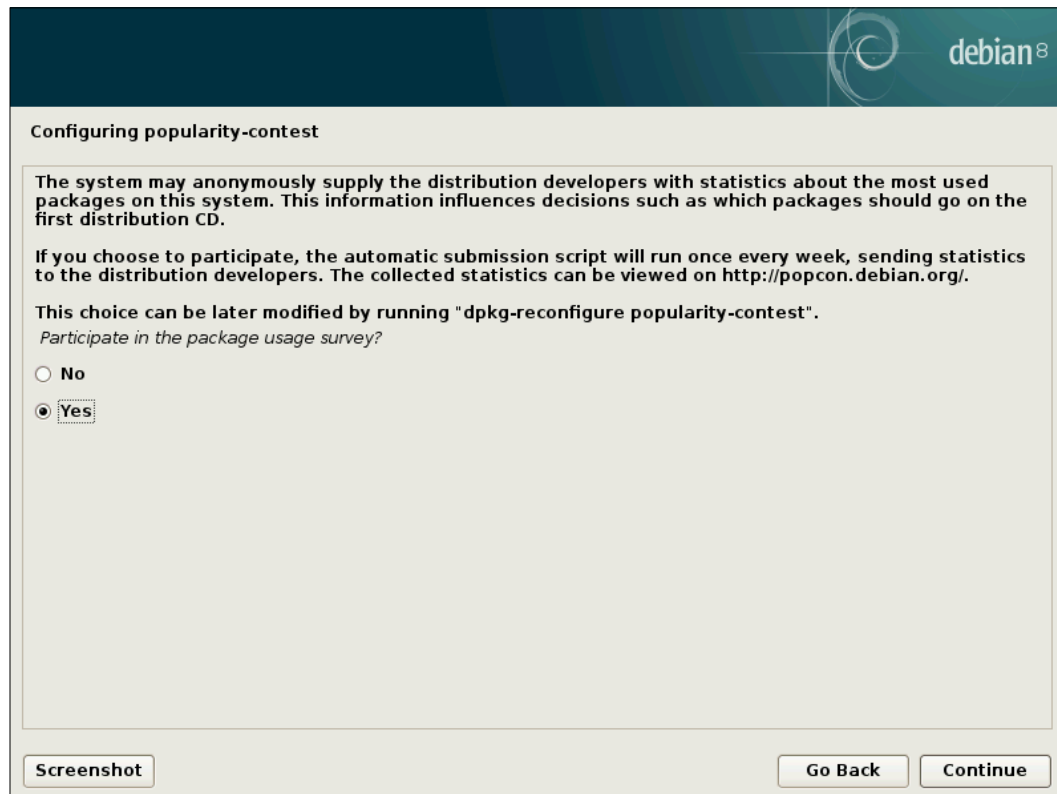 debian 8
Configuring popularity-contest
The system may anonymously supply the distribution developers with statistics about the most used
packages on this system. This information influences decisions such as which packages should go on the
first distribution CD.
If you choose to participate, the automatic submission script will run once every week, sending statistics
to the distribution developers. The collected statistics can be viewed on http://popcon.debian.org/.
This choice can be later modified by running "dpkg-reconfigure popularity-contest".
Participate in the package usage survey?
No
Yes
Screenshot
Go Back
Continue